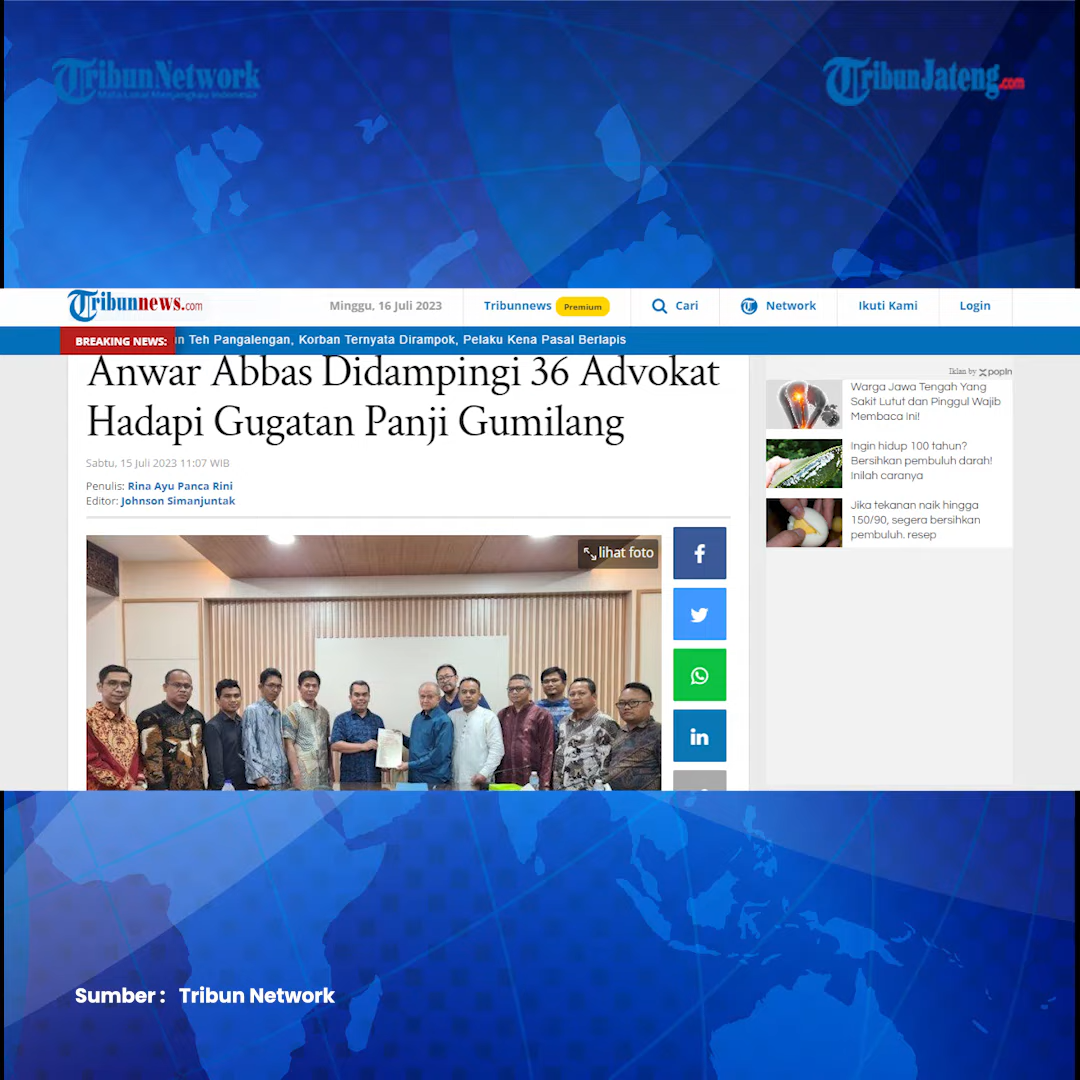 TribunNetwork
Mata Lokal Menjangkau Indonesia
TribunJateng.com
Tribunnews.com
Minggu, 16 Juli 2023
Tribunnews Premium
Cari
Network
Ikuti Kami
Login
BREAKING NEWS:
n Teh Pangalengan, Korban Ternyata Dirampok, Pelaku Kena Pasal Berlapis
Anwar Abbas Didampingi 36 Advokat
Hadapi Gugatan Panji Gumilang
Sabtu, 15 Juli 2023 11:07 WIB
Penulis: Rina Ayu Panca Rini
Editor: Johnson Simanjuntak
lihat foto
Iklan by popin
Warga Jawa Tengah Yang
Sakit Lutut dan Pinggul Wajib
Membaca Ini!
Ingin hidup 100 tahun?
Bersihkan pembuluh darah!
Inilah caranya
Jika tekanan naik hingga
150/90, segera bersihkan
pembuluh. resep
Sumber : Tribun Network